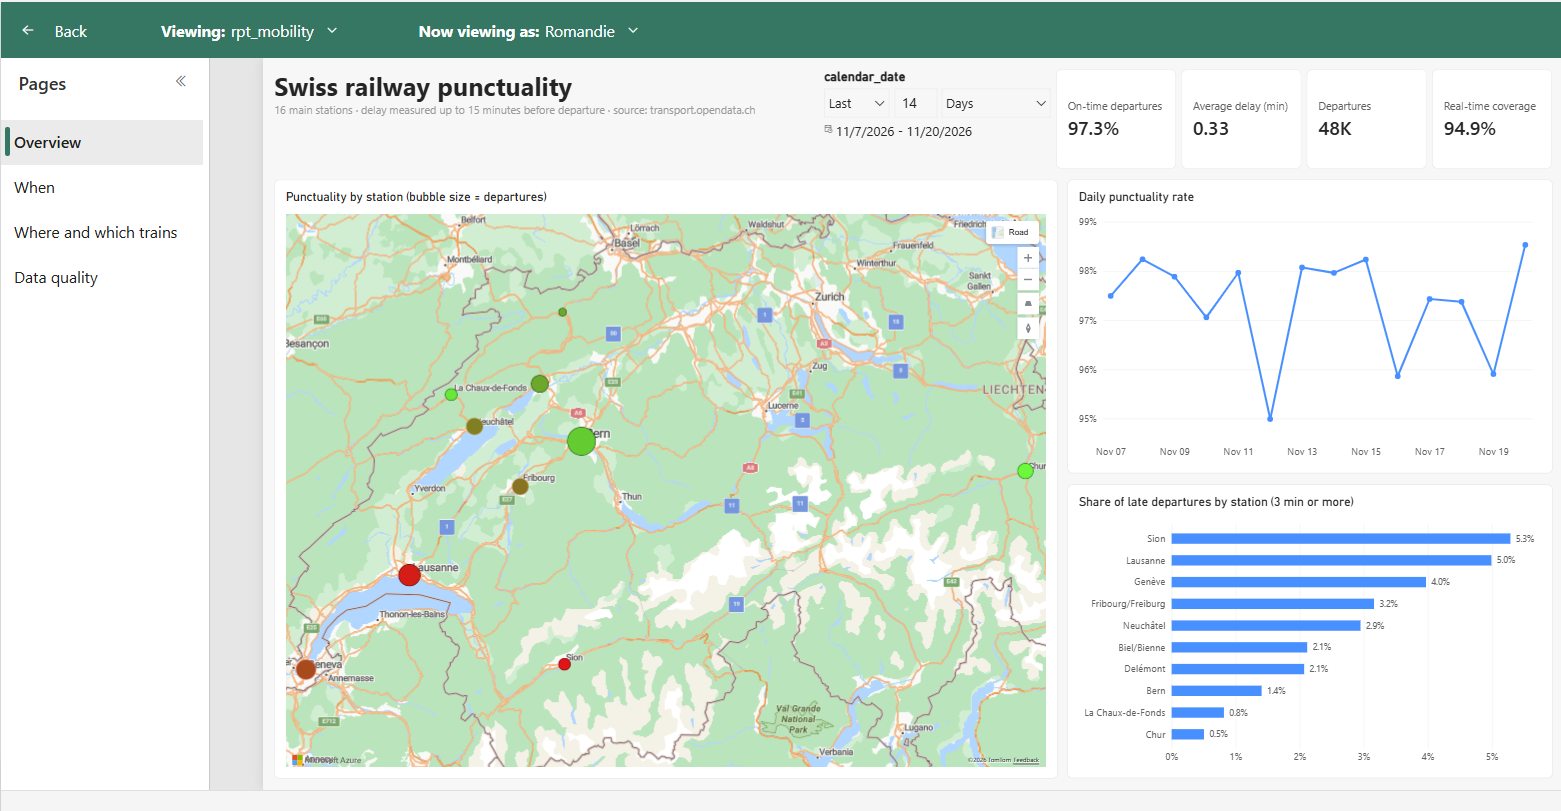 Back
Viewing: rpt_mobility
Now viewing as: Romandie
Pages
Overview
When
Where and which trains
Data quality
Swiss railway punctuality
16 main stations · delay measured up to 15 minutes before departure · source: transport.opendata.ch
calendar_date
Last
14
Days
11/7/2026 - 11/20/2026
On-time departures
97.3%
Average delay (min)
0.33
Departures
48K
Real-time coverage
94.9%
Punctuality by station (bubble size = departures)
Road
Belfort
Lörrach
Waldshut
Friedrich
Basel
Frauenfeld
Montbéliard
Winterthur
Sankt
Gallen
Zurich
Besançon
Zug
La Chaux-de-Fonds
LIECHTEN
Lucerne
Fribourg
Yverdon
Thun
Thonon-les-Bains
Sion
Annemasse
Val Grande
National
Park
Lugano
Verbania
Microsoft Azure
©2026 TomTom Feedback
Daily punctuality rate
99%
98%
97%
96%
95%
Nov 07
Nov 09
Nov 11
Nov 13
Nov 15
Nov 17
Nov 19
Share of late departures by station (3 min or more)
Sion 5.3%
Lausanne 5.0%
Genève 4.0%
Fribourg/Freiburg 3.2%
Neuchâtel 2.9%
Biel/Bienne 2.1%
Delémont 2.1%
Bern 1.4%
La Chaux-de-Fonds 0.8%
Chur 0.5%
0% 1% 2% 3% 4% 5%